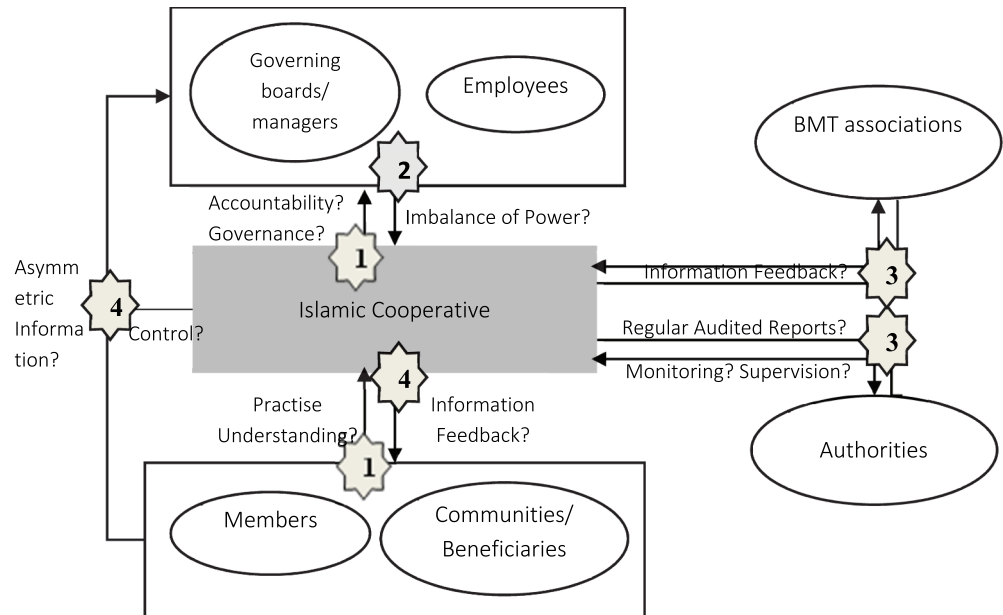 Governing
boards/
managers
Employees
BMT associations
2
Accountability?
Governance?
Imbalance of Power?
1
Asymm
etric
Informa
tion?
4
Control?
Islamic Cooperative
Information Feedback?
3
Regular Audited Reports?
3
Monitoring? Supervision?
4
Practise
Understanding?
Information
Feedback?
1
Authorities
Members
Communities/
Beneficiaries